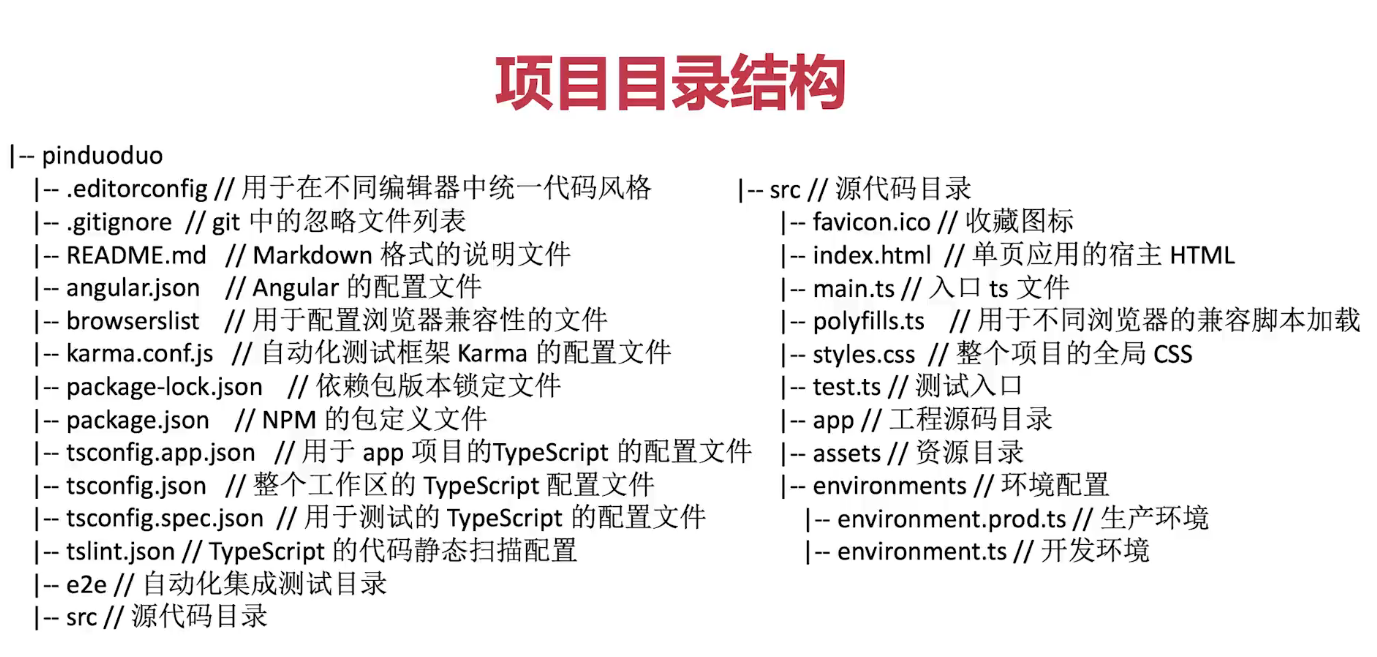 项目目录结构
|-- pinduoduo
|-- .editorconfig // 用于在不同编辑器中统一代码风格
|-- .gitignore // git 中的忽略文件列表
|-- README.md // Markdown 格式的说明文件
|-- angular.json // Angular 的配置文件
|-- browserslist // 用于配置浏览器兼容性的文件
|-- karma.conf.js // 自动化测试框架 Karma 的配置文件
|-- package-lock.json // 依赖包版本锁定文件
|-- package.json // NPM 的包定义文件
|-- tsconfig.app.json // 用于 app 项目的TypeScript 的配置文件
|-- tsconfig.json // 整个工作区的 TypeScript 配置文件
|-- tsconfig.spec.json // 用于测试的 TypeScript 的配置文件
|-- tslint.json // TypeScript 的代码静态扫描配置
|-- e2e // 自动化集成测试目录
|-- src // 源代码目录
|-- src // 源代码目录
|-- favicon.ico // 收藏图标
|-- index.html // 单页应用的宿主 HTML
|-- main.ts // 入口 ts 文件
|-- polyfills.ts // 用于不同浏览器的兼容脚本加载
|-- styles.css // 整个项目的全局 CSS
|-- test.ts // 测试入口
|-- app // 工程源码目录
|-- assets // 资源目录
|-- environments // 环境配置
|-- environment.prod.ts // 生产环境
|-- environment.ts // 开发环境